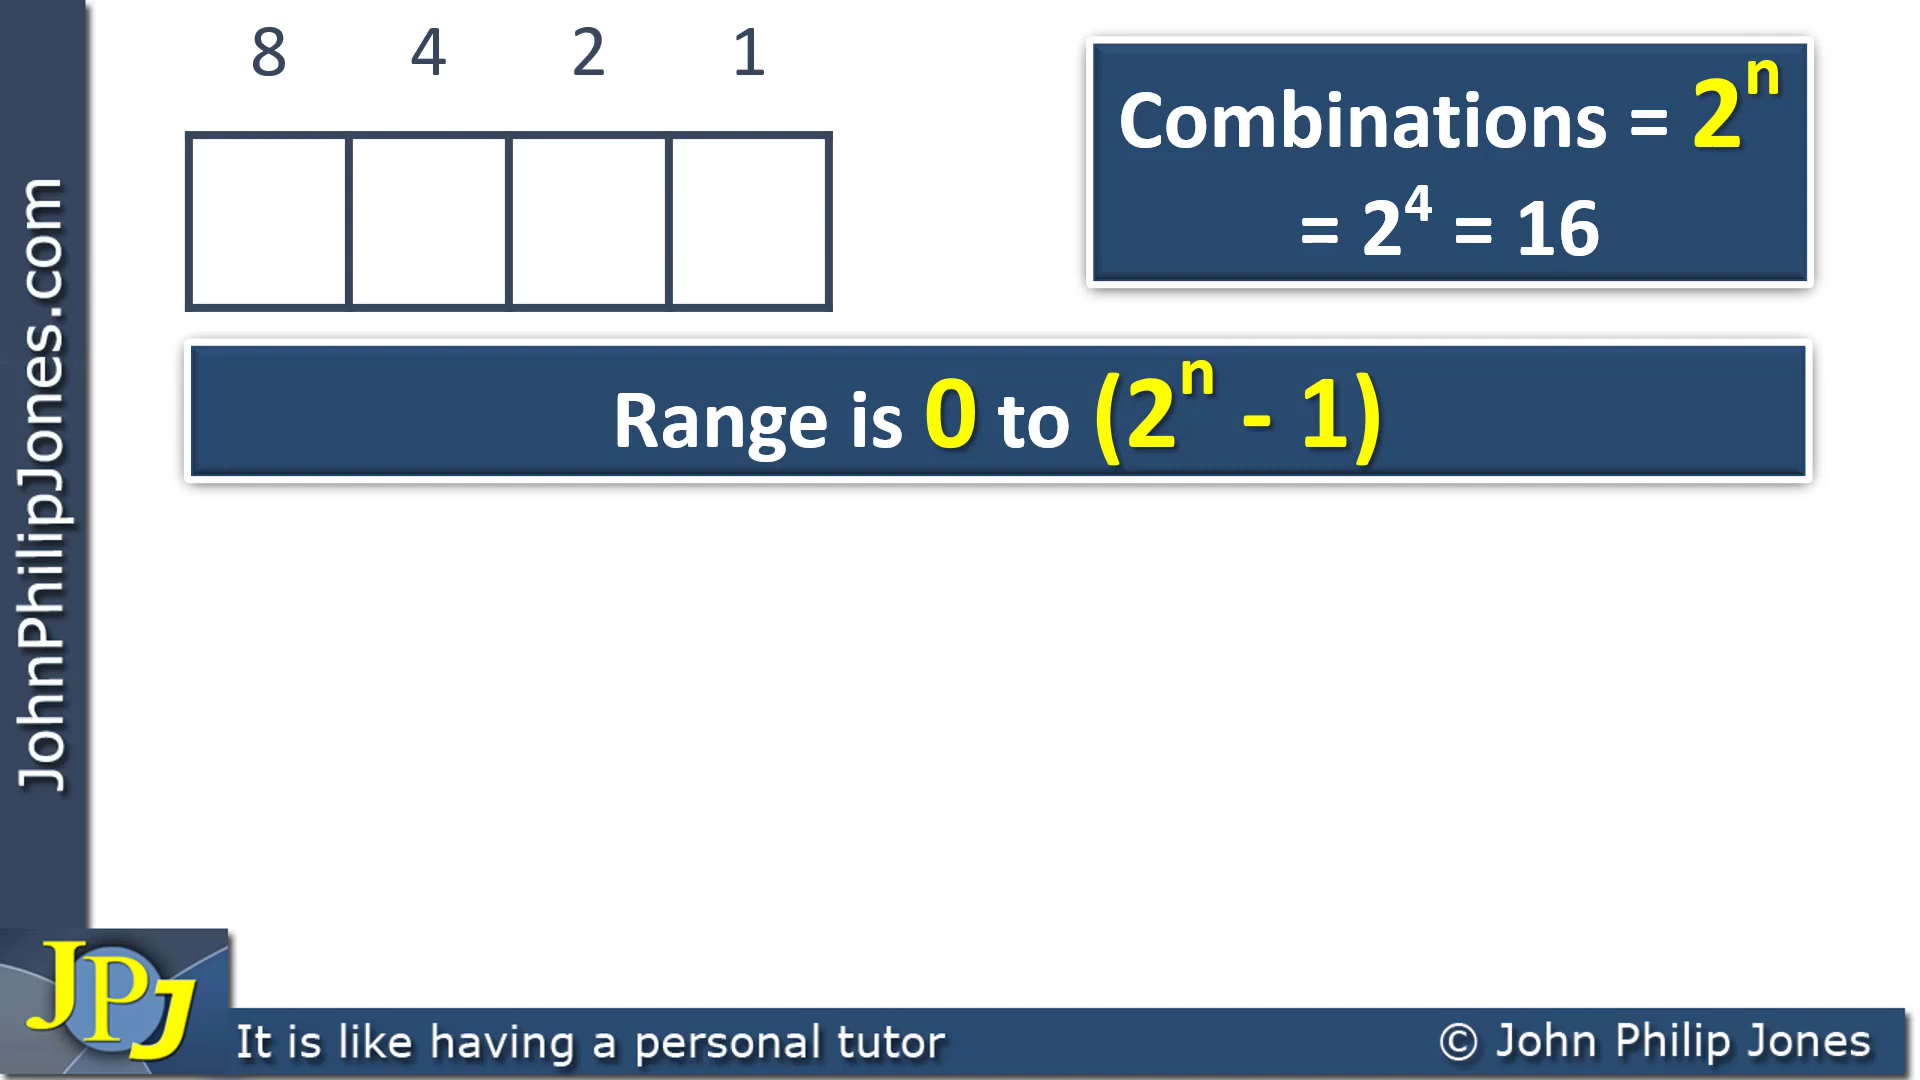 8 4 2 1
Combinations = 2ⁿ
= 2⁴ = 16
Range is 0 to (2ⁿ - 1)
JohnPhilipJones.com
JPJ
It is like having a personal tutor
© John Philip Jones